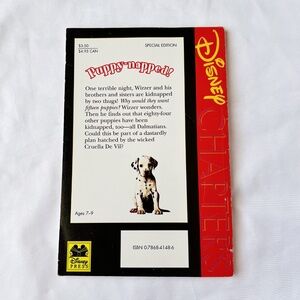 $3.50
$4.95 CAN
SPECIAL EDITION
Puppy-napped!
One terrible night, Wizzer and his
brothers and sisters are kidnapped
by two thugs! Why would they want
fifteen puppies? Wizzer wonders.
Then he finds out that eighty-four
other puppies have been
kidnapped, too—all Dalmatians.
Could this be part of a dastardly
plan hatched by the wicked
Cruella De Vil?
Ages 7–9
Disney
PRESS
ISBN 0-7868-4148-6
DISNEY
CHAPTERS